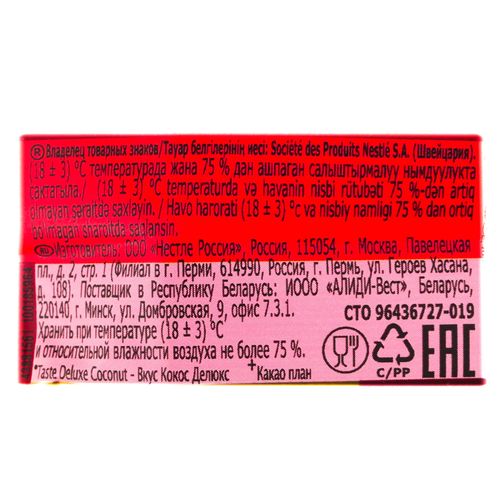 ® Владелец товарных знаков/Тауар белгілерінің иесі: Société des Produits Nestlé S.A. (Швейцария).
(18 ± 3) °C температурада жана 75 % дан ашпаган салыштырмалуу нымдуулукта
сактагыла./ (18 ± 3) °C temperaturda və havanin nisbi rütubəti 75 %-dən artiq
olmayan şəraitdə saxlayin. / Havo harorati (18 ± 3) °C va nisbiy namligi 75 % dan ortiq
bo'lmagan sharoitda saqlansin.
RU Изготовитель: ООО «Нестле Россия», Россия, 115054, г. Москва, Павелецкая
пл., д. 2, стр. 1 (Филиал в г. Перми, 614990, Россия, г. Пермь, ул. Героев Хасана,
д. 108). Поставщик в Республику Беларусь: ИООО «АЛИДИ-Вест», Беларусь,
220140, г. Минск, ул. Домбровская, 9, офис 7.3.1.
СТО 96436727-019
Хранить при температуре (18 ± 3) °C
и относительной влажности воздуха не более 75 %.
*Taste Deluxe Coconut - Вкус Кокос Делюкс
+Какао план
C/PP
EAC